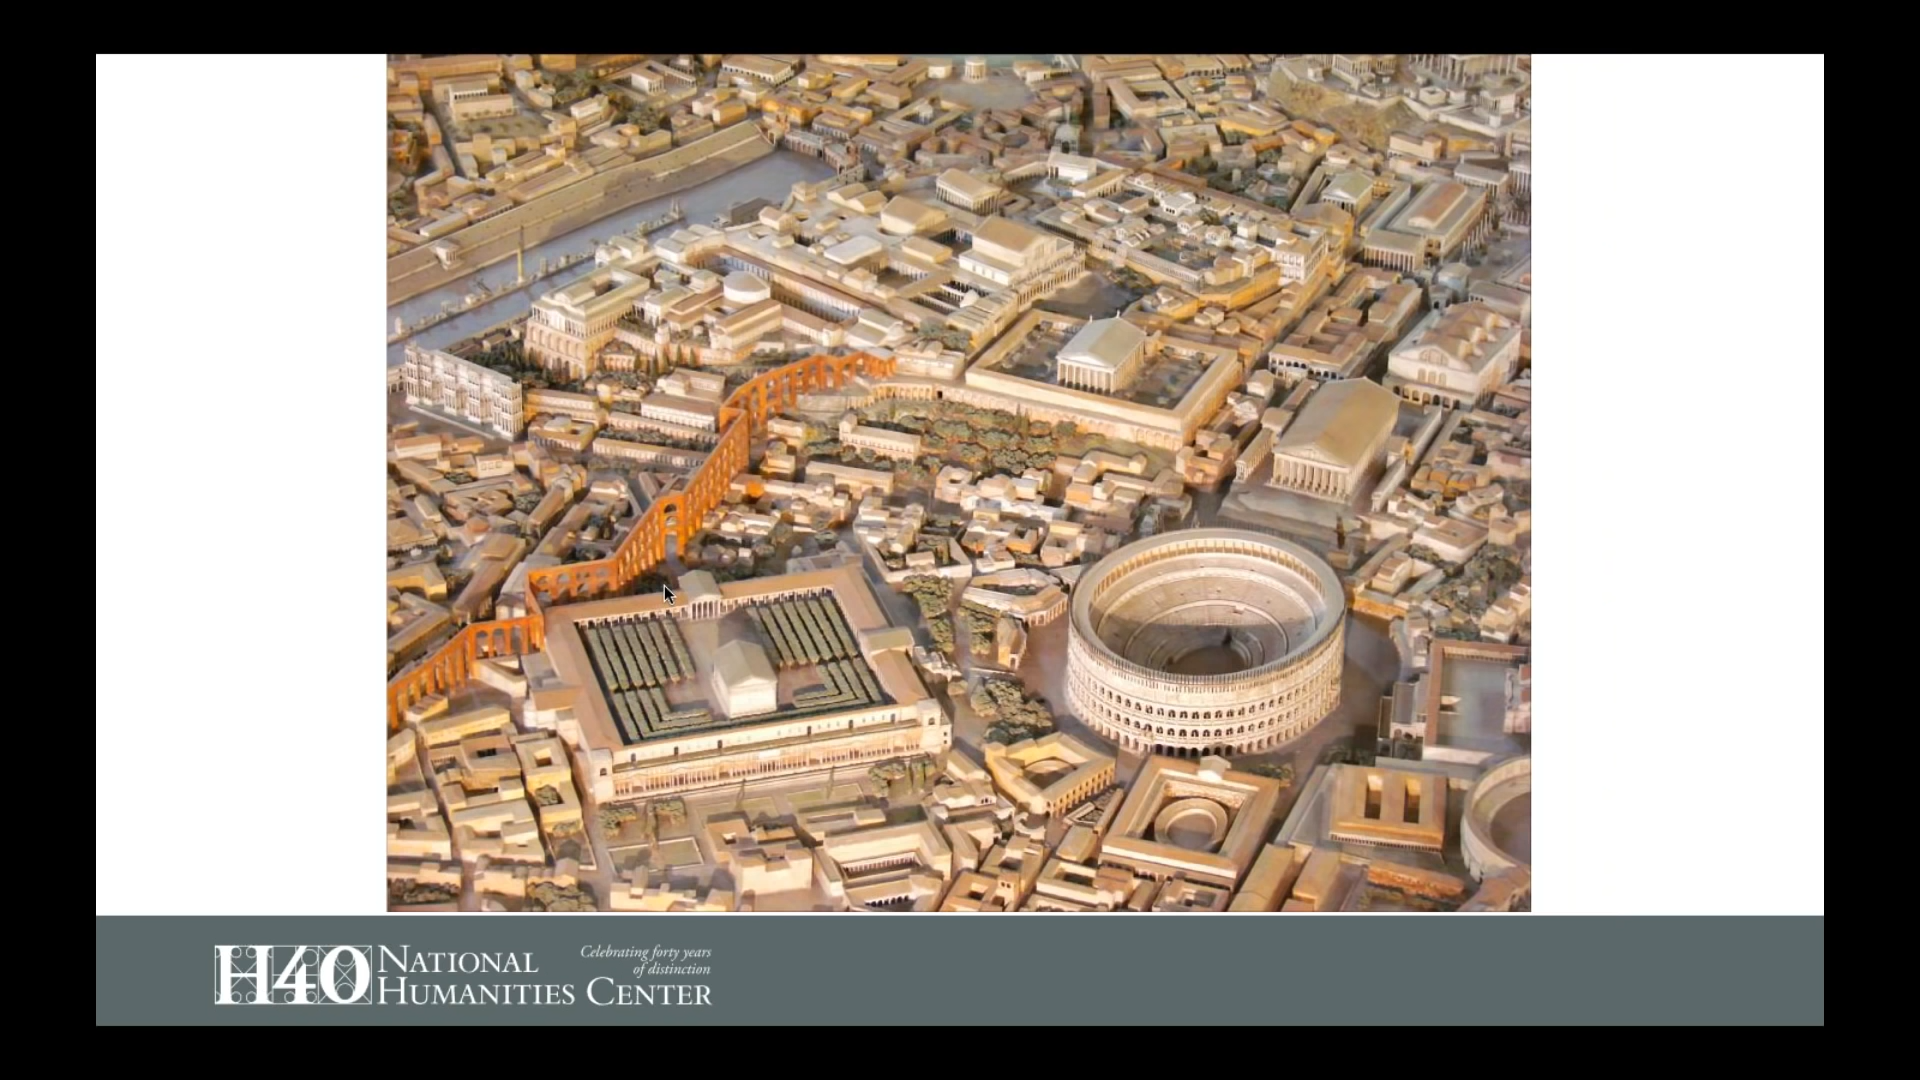 H40 NATIONAL
HUMANITIES CENTER
Celebrating forty years
of distinction